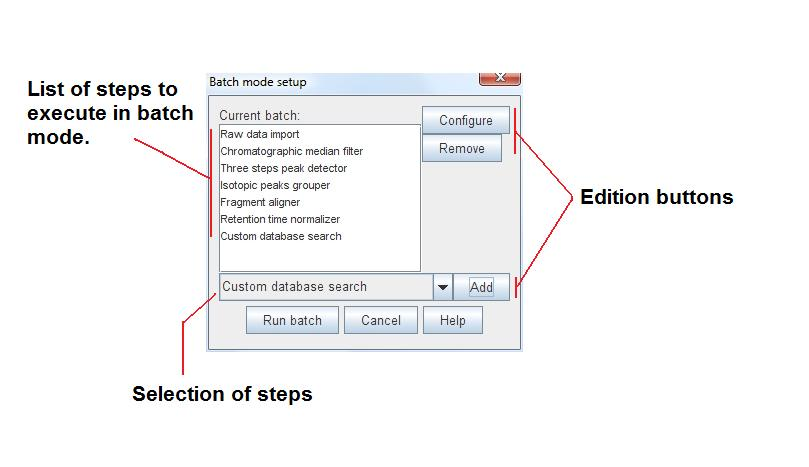 List of steps to
execute in batch
mode.
Batch mode setup
Current batch:
Raw data import
Chromatographic median filter
Three steps peak detector
Isotopic peaks grouper
Fragment aligner
Retention time normalizer
Custom database search
Configure
Remove
Edition buttons
Custom database search
Add
Run batch
Cancel
Help
Selection of steps